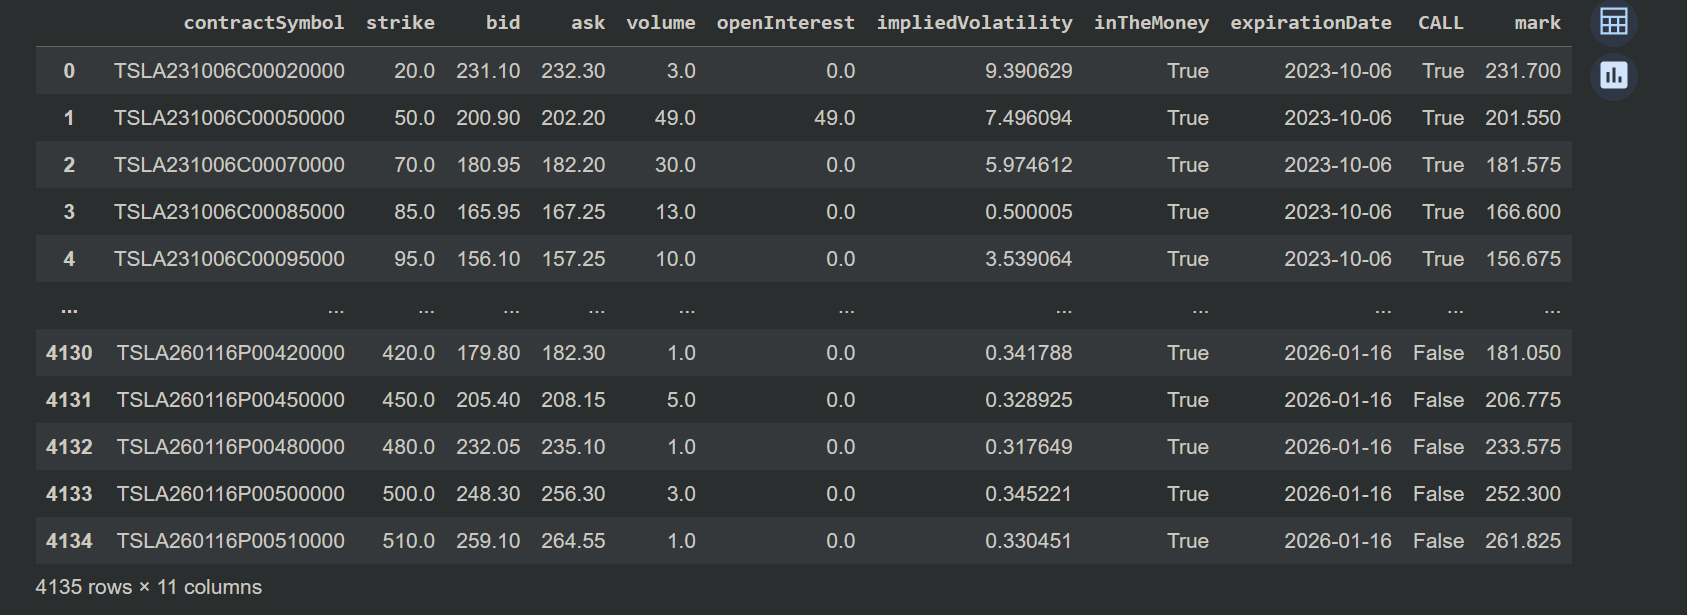 contractSymbol strike bid ask volume openInterest impliedVolatility inTheMoney expirationDate CALL mark
0 TSLA231006C00020000 20.0 231.10 232.30 3.0 0.0 9.390629 True 2023-10-06 True 231.700
1 TSLA231006C00050000 50.0 200.90 202.20 49.0 49.0 7.496094 True 2023-10-06 True 201.550
2 TSLA231006C00070000 70.0 180.95 182.20 30.0 0.0 5.974612 True 2023-10-06 True 181.575
3 TSLA231006C00085000 85.0 165.95 167.25 13.0 0.0 0.500005 True 2023-10-06 True 166.600
4 TSLA231006C00095000 95.0 156.10 157.25 10.0 0.0 3.539064 True 2023-10-06 True 156.675
... ... ... ... ... ... ... ... ... ... ... ...
4130 TSLA260116P00420000 420.0 179.80 182.30 1.0 0.0 0.341788 True 2026-01-16 False 181.050
4131 TSLA260116P00450000 450.0 205.40 208.15 5.0 0.0 0.328925 True 2026-01-16 False 206.775
4132 TSLA260116P00480000 480.0 232.05 235.10 1.0 0.0 0.317649 True 2026-01-16 False 233.575
4133 TSLA260116P00500000 500.0 248.30 256.30 3.0 0.0 0.345221 True 2026-01-16 False 252.300
4134 TSLA260116P00510000 510.0 259.10 264.55 1.0 0.0 0.330451 True 2026-01-16 False 261.825
4135 rows × 11 columns